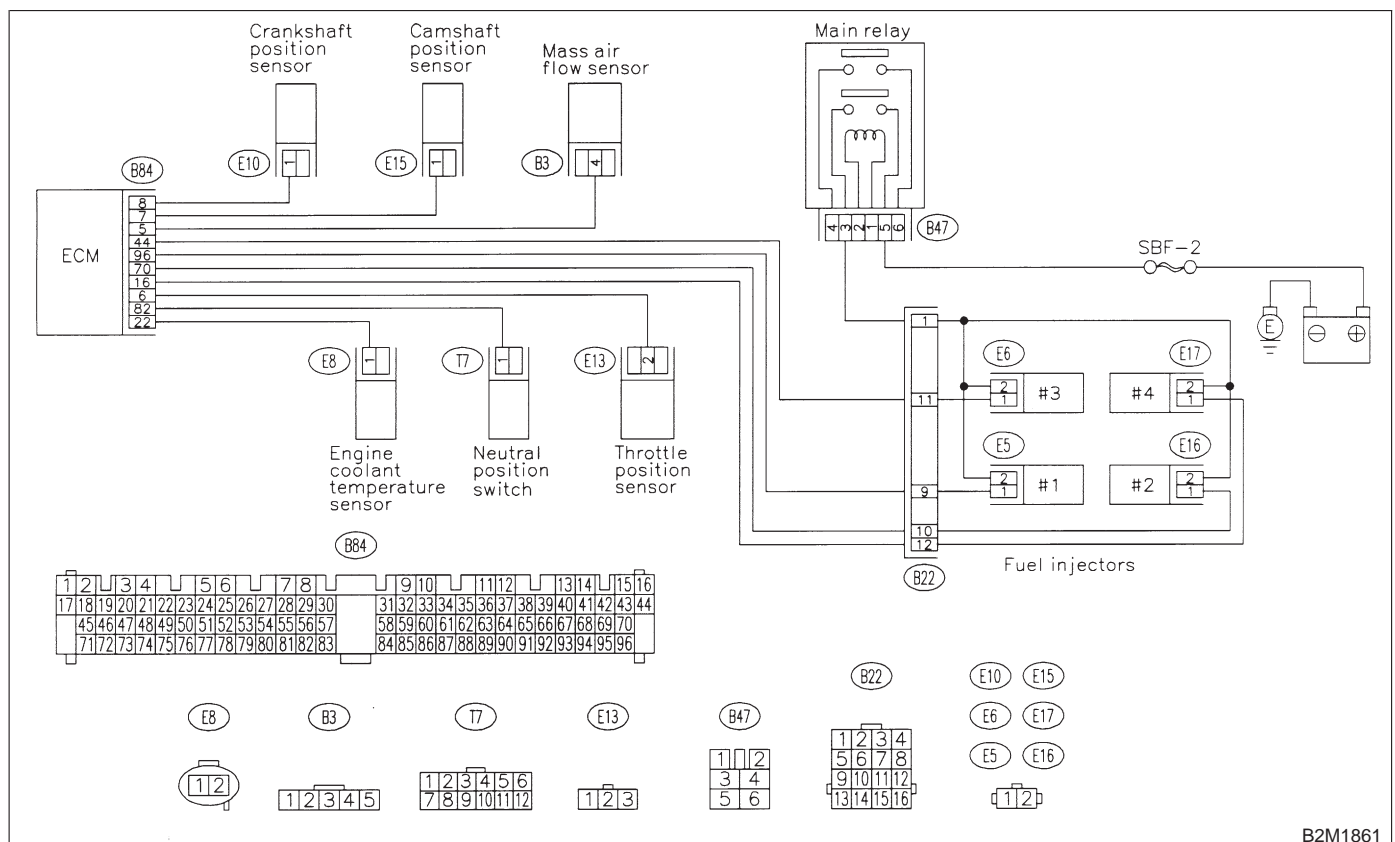 Crankshaft
position
sensor
Camshaft
position
sensor
Mass air
flow sensor
Main relay
E10
1
E15
1
B3
4
B84
4 3 2 1 5 6
B47
ECM
8
7
5
44
96
70
16
6
82
22
SBF-2
E
⊖ ⊕
E8
1
T7
1
E13
2
Engine
coolant
temperature
sensor
Neutral
position
switch
Throttle
position
sensor
1
11
9
10
12
B22
E6
2
1
#3
E17
#4
2
1
E5
2
1
#1
E16
#2
2
1
Fuel injectors
B84
1 2 3 4 5 6 7 8 9 10 11 12 13 14 15 16
17 18 19 20 21 22 23 24 25 26 27 28 29 30 31 32 33 34 35 36 37 38 39 40 41 42 43 44
45 46 47 48 49 50 51 52 53 54 55 56 57 58 59 60 61 62 63 64 65 66 67 68 69 70
71 72 73 74 75 76 77 78 79 80 81 82 83 84 85 86 87 88 89 90 91 92 93 94 95 96
E8
1 2
B3
1 2 3 4 5
T7
1 2 3 4 5 6
7 8 9 10 11 12
E13
1 2 3
B47
1 2
3 4
5 6
B22
1 2 3 4
5 6 7 8
9 10 11 12
13 14 15 16
E10 E15
E6 E17
E5 E16
1 2
B2M1861